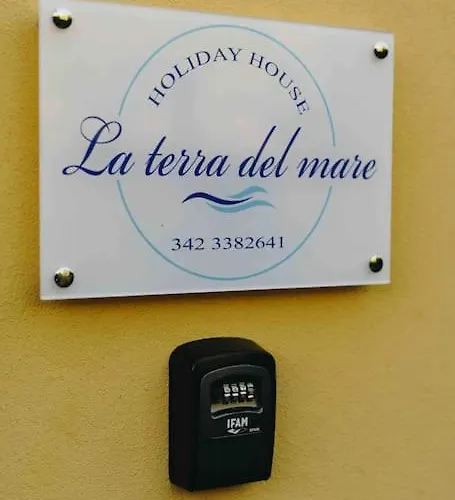 HOLIDAY HOUSE
La terra del mare
342 3382641
IFAM